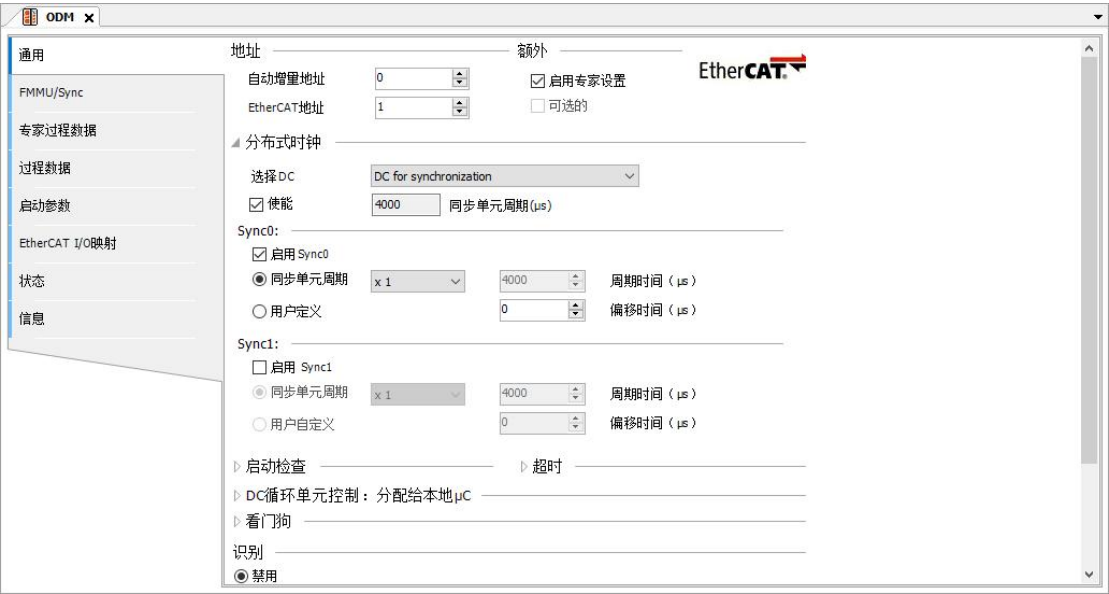 ODM
通用
FMMU/Sync
专家过程数据
过程数据
启动参数
EtherCAT I/O映射
状态
信息
地址
额外
EtherCAT
自动增量地址 0
启用专家设置
EtherCAT地址 1
可选的
分布式时钟
选择DC DC for synchronization
使能 4000 同步单元周期(μs)
Sync0:
启用Sync0
同步单元周期 x 1 4000 周期时间(μs)
用户定义 0 偏移时间(μs)
Sync1:
启用 Sync1
同步单元周期 x 1 4000 周期时间(μs)
用户自定义 0 偏移时间(μs)
启动检查
超时
DC循环单元控制:分配给本地μC
看门狗
识别
禁用